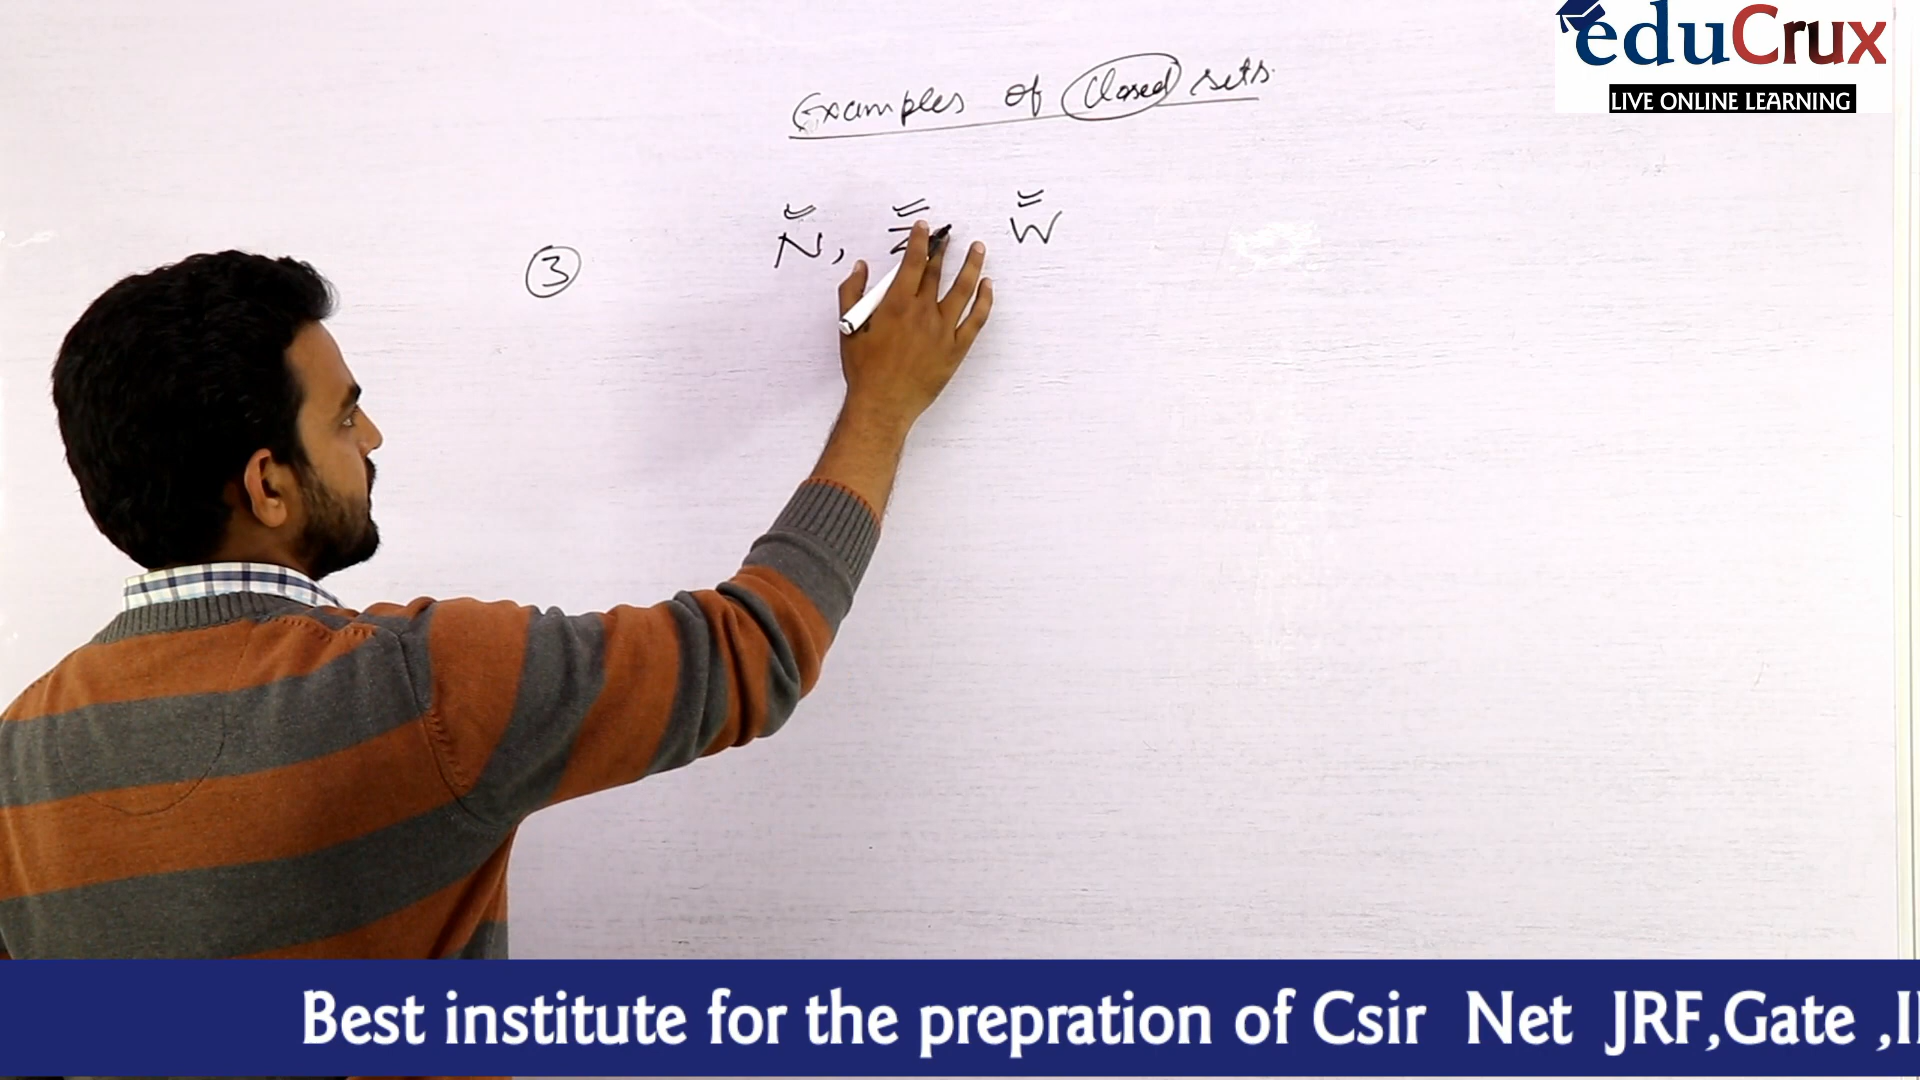 eduCrux
LIVE ONLINE LEARNING
Examples of closed sets.
③ N, Z, W
Best institute for the prepration of Csir Net JRF,Gate ,I